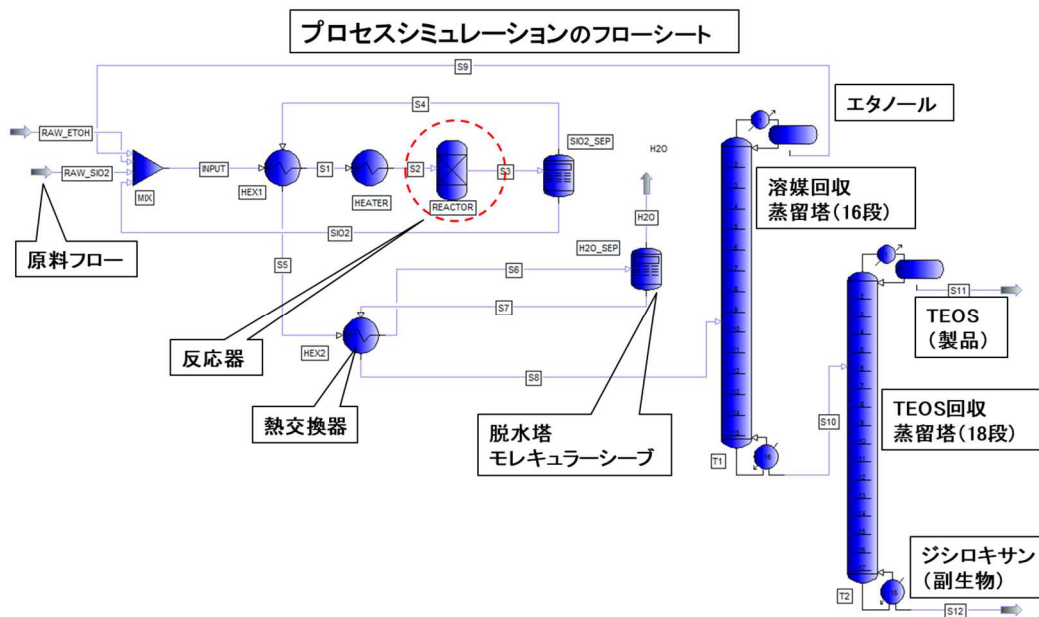 プロセスシミュレーションのフローシート
S9
エタノール
S4
RAW_ETOH
SIO2_SEP
H2O
RAW_SIO2
INPUT
S1
S2
S3
MIX
HEX1
HEATER
REACTOR
溶媒回収
蒸留塔(16段)
SIO2
H2O
原料フロー
S5
H2O_SEP
S6
S7
S11
TEOS
(製品)
反応器
HEX2
S8
熱交換器
脱水塔
モレキュラーシーブ
TEOS回収
蒸留塔(18段)
S10
T1
ジシロキサン
(副生物)
T2
S12